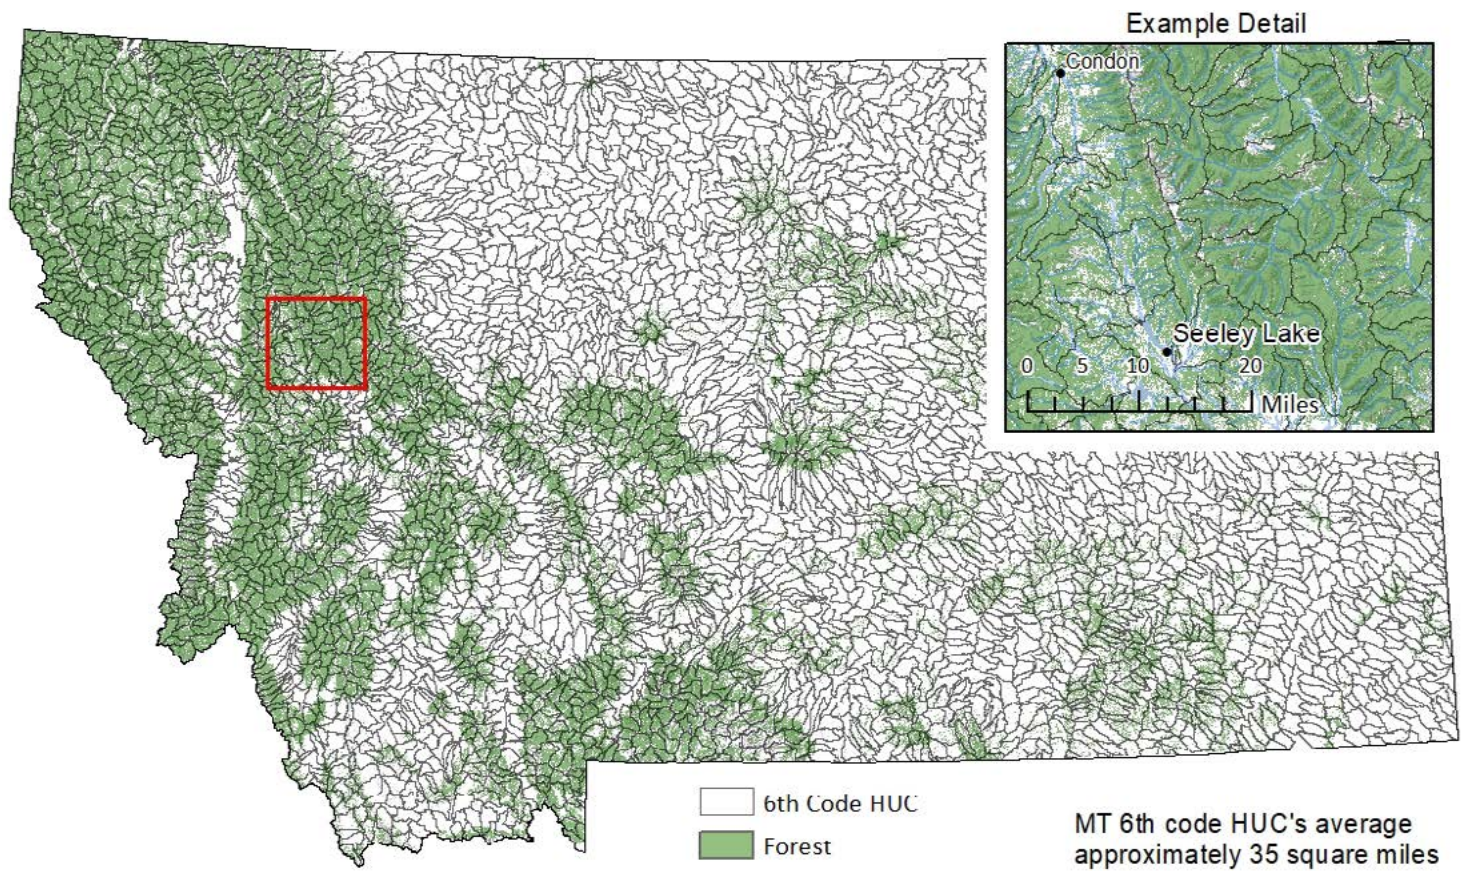 Example Detail
Condon
Seeley Lake
0 5 10 20
Miles
6th Code HUC
Forest
MT 6th code HUC's average
approximately 35 square miles